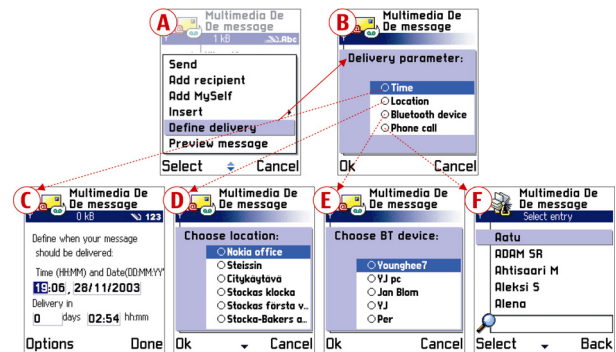 A
Multimedia De
De message
1 kB
Abc
Send
Add recipient
Add MySelf
Insert
Define delivery
Preview message
Select
Cancel
B
Multimedia De
De message
Delivery parameter:
Time
Location
Bluetooth device
Phone call
Ok
Cancel
C
Multimedia De
De message
0 kB
123
Define when your message
should be delivered:
Time (HH:MM) and Date(DD:MM:YY
19:06, 28/11/2003
Delivery in
0 days 02:54 hh:mm
Options
Done
D
Multimedia De
De message
Choose location:
Nokia office
Steissin
Citykäytävä
Stockas klocka
Stockas första v..
Stocka-Bakers a..
Ok
Cancel
E
Multimedia De
De message
Choose BT device:
Younghee7
YJ pc
Jan Blom
YJ
Per
Ok
Cancel
F
Multimedia De
De message
Select entry
Aatu
ADAM SR
Ahtisaari M
Aleksi S
Alena
Select
Back